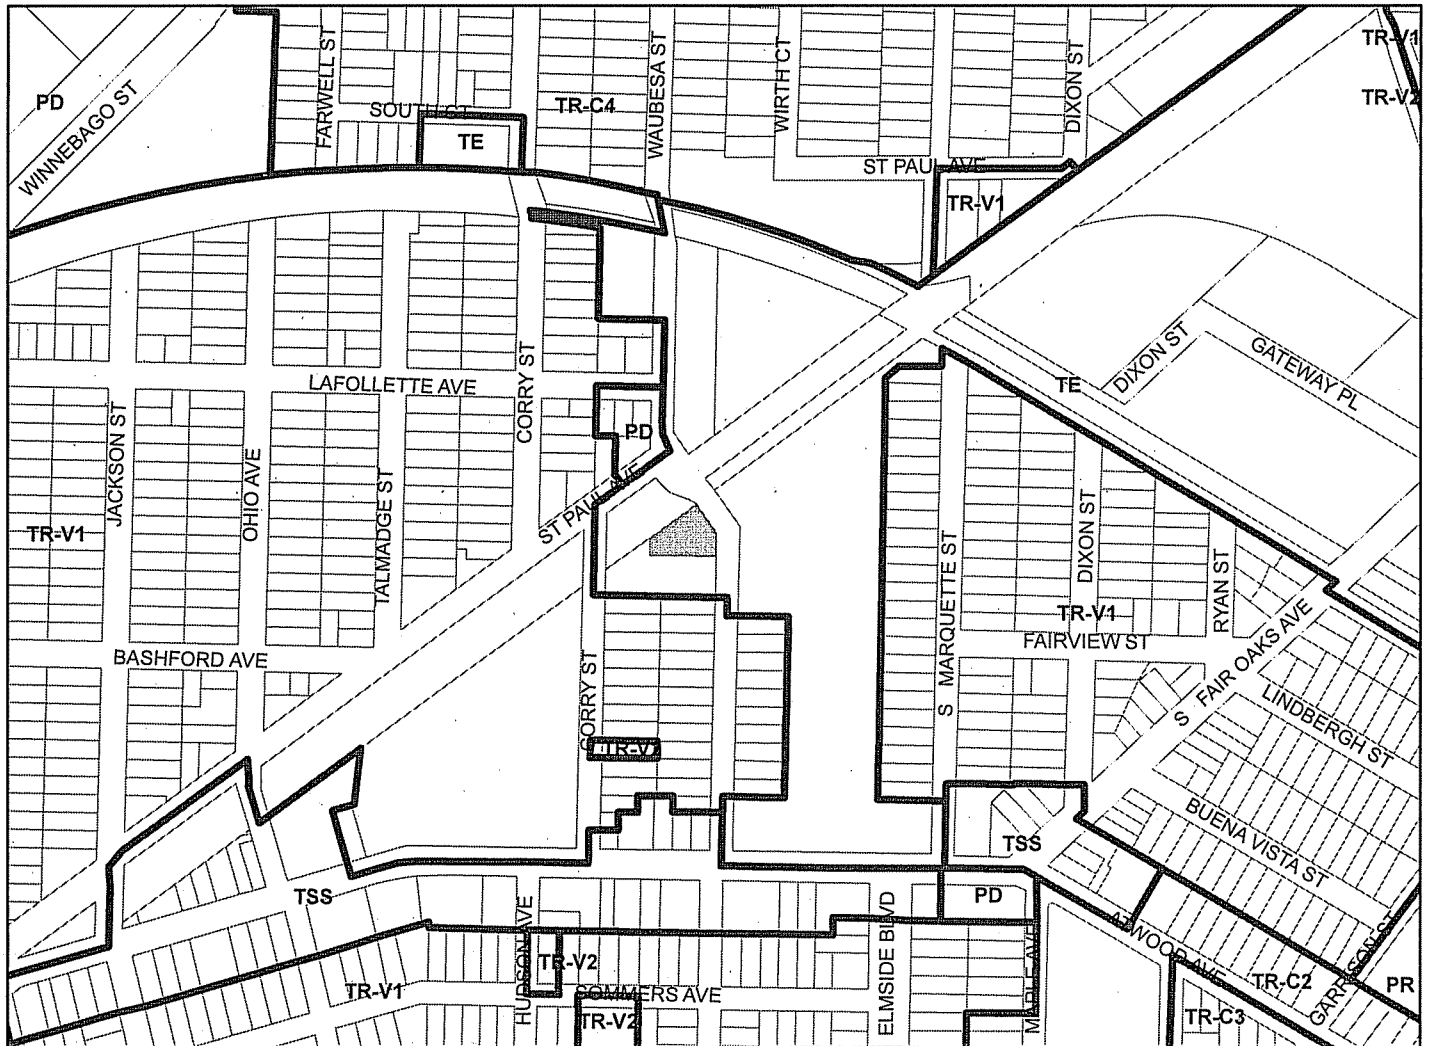 TR-V1
PD
TR-V2
WINNEBAGO ST
FARWELL ST
SOUTH CT
TE
TR-C4
WAUBESA ST
WIRTH CT
DIXON ST
ST PAUL AVE
TR-V1
LAFOLLETTE AVE
CORRY ST
DIXON ST
GATEWAY PL
TE
JACKSON ST
OHIO AVE
TALMADGE ST
PD
ST PAUL AVE
TR-V1
S MARQUETTE ST
DIXON ST
RYAN ST
TR-V1
FAIRVIEW ST
BASHFORD AVE
CORRY ST
S FAIR OAKS AVE
LINDBERGH ST
BUENA VISTA ST
TSS
TSS
PD
HUDSON AVE
ELMSIDE BLVD
MAPLE AVE
ATWOOD AVE
TR-V2
TR-V1
SOMMERS AVE
TR-V2
TR-C2
GARRISON ST
PR
TR-C3